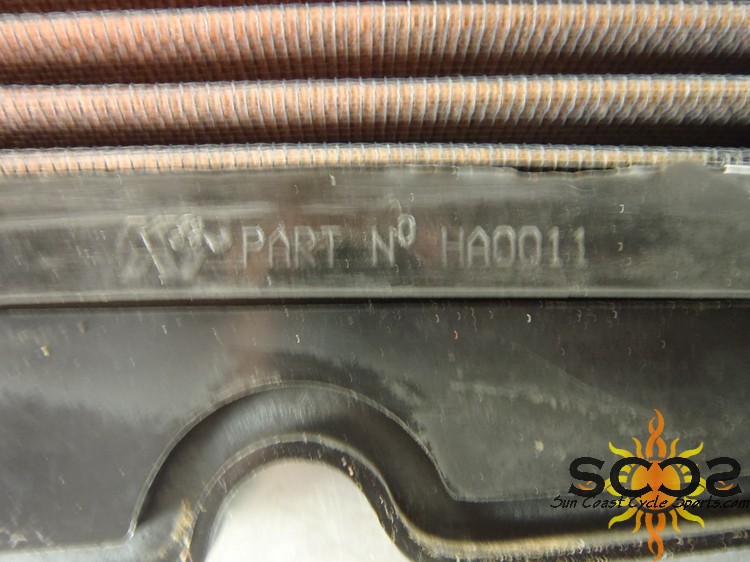 PART Nº HA0011
SCCS
Sun Coast Cycle Sports.com